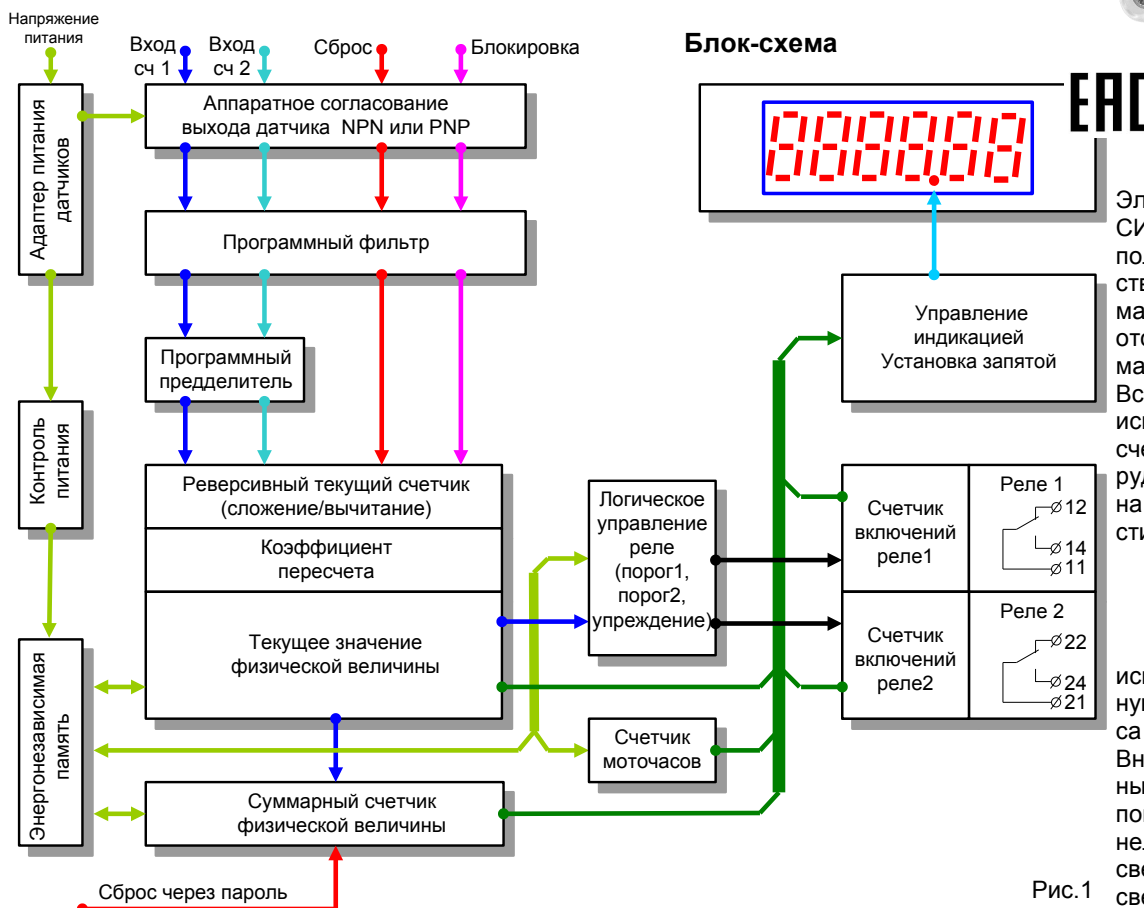 Напряжение
питания
Вход
сч 1
Вход
сч 2
Сброс
Блокировка
Блок-схема
Адаптер питания
датчиков
Аппаратное согласование
выхода датчика NPN или PNP
888888
EAC
Программный фильтр
Программный
предделитель
Управление
индикацией
Установка запятой
Контроль
питания
Реверсивный текущий счетчик
(сложение/вычитание)
Коэффициент
пересчета
Текущее значение
физической величины
Логическое
управление
реле
(порог1,
порог2,
упреждение)
Счетчик
включений
реле1
Реле 1
12
14
11
Счетчик
включений
реле2
Реле 2
22
24
21
Энергонезависимая
память
Счетчик
моточасов
Суммарный счетчик
физической величины
Сброс через пароль
Рис.1